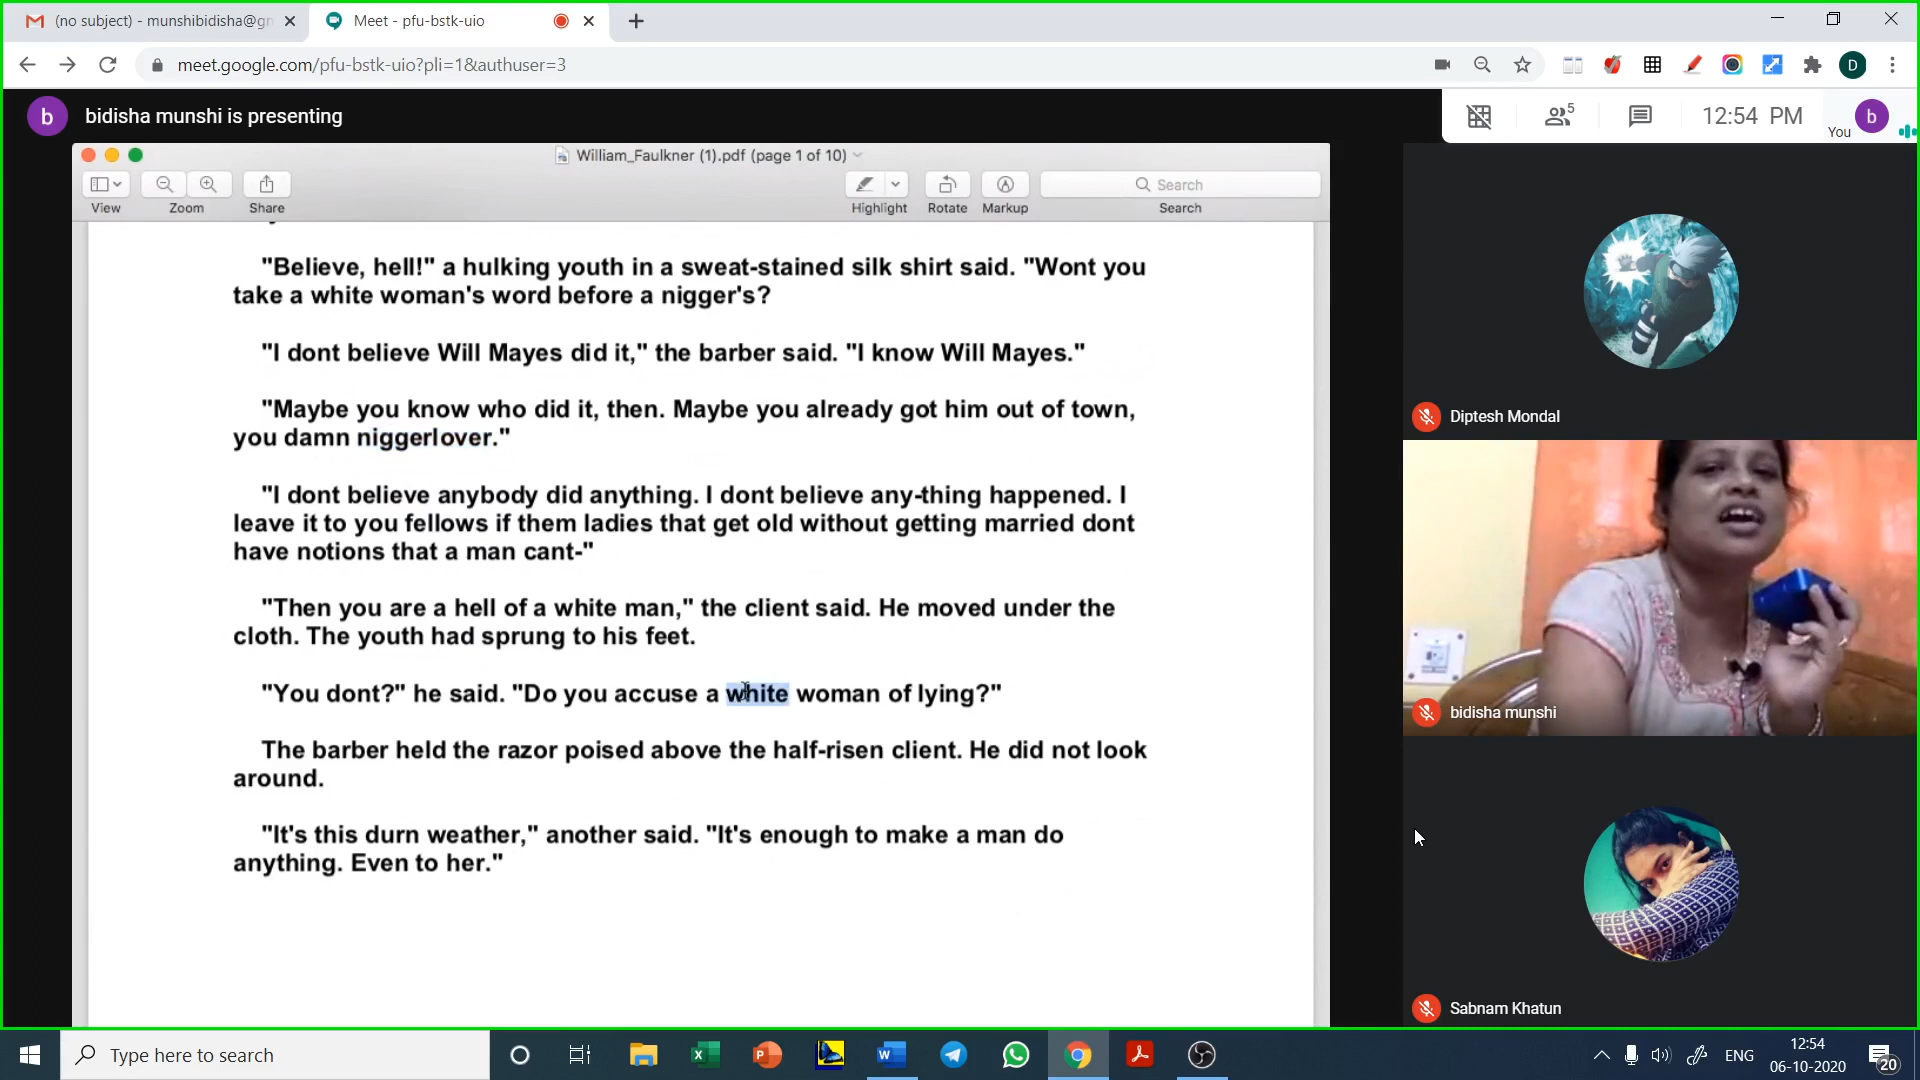 (no subject) - munshibidisha@gm
Meet - pfu-bstk-uio
meet.google.com/pfu-bstk-uio?pli=1&authuser=3
D
b
bidisha munshi is presenting
5
12:54 PM
You
b
William_Faulkner (1).pdf (page 1 of 10)
View
Zoom
Share
Highlight
Rotate
Markup
Search
Search
"Believe, hell!" a hulking youth in a sweat-stained silk shirt said. "Wont you
take a white woman's word before a nigger's?
"I dont believe Will Mayes did it," the barber said. "I know Will Mayes."
"Maybe you know who did it, then. Maybe you already got him out of town,
you damn niggerlover."
"I dont believe anybody did anything. I dont believe any-thing happened. I
leave it to you fellows if them ladies that get old without getting married dont
have notions that a man cant-"
"Then you are a hell of a white man," the client said. He moved under the
cloth. The youth had sprung to his feet.
"You dont?" he said. "Do you accuse a white woman of lying?"
The barber held the razor poised above the half-risen client. He did not look
around.
"It's this durn weather," another said. "It's enough to make a man do
anything. Even to her."
Diptesh Mondal
bidisha munshi
Sabnam Khatun
Type here to search
ENG
12:54
06-10-2020
20